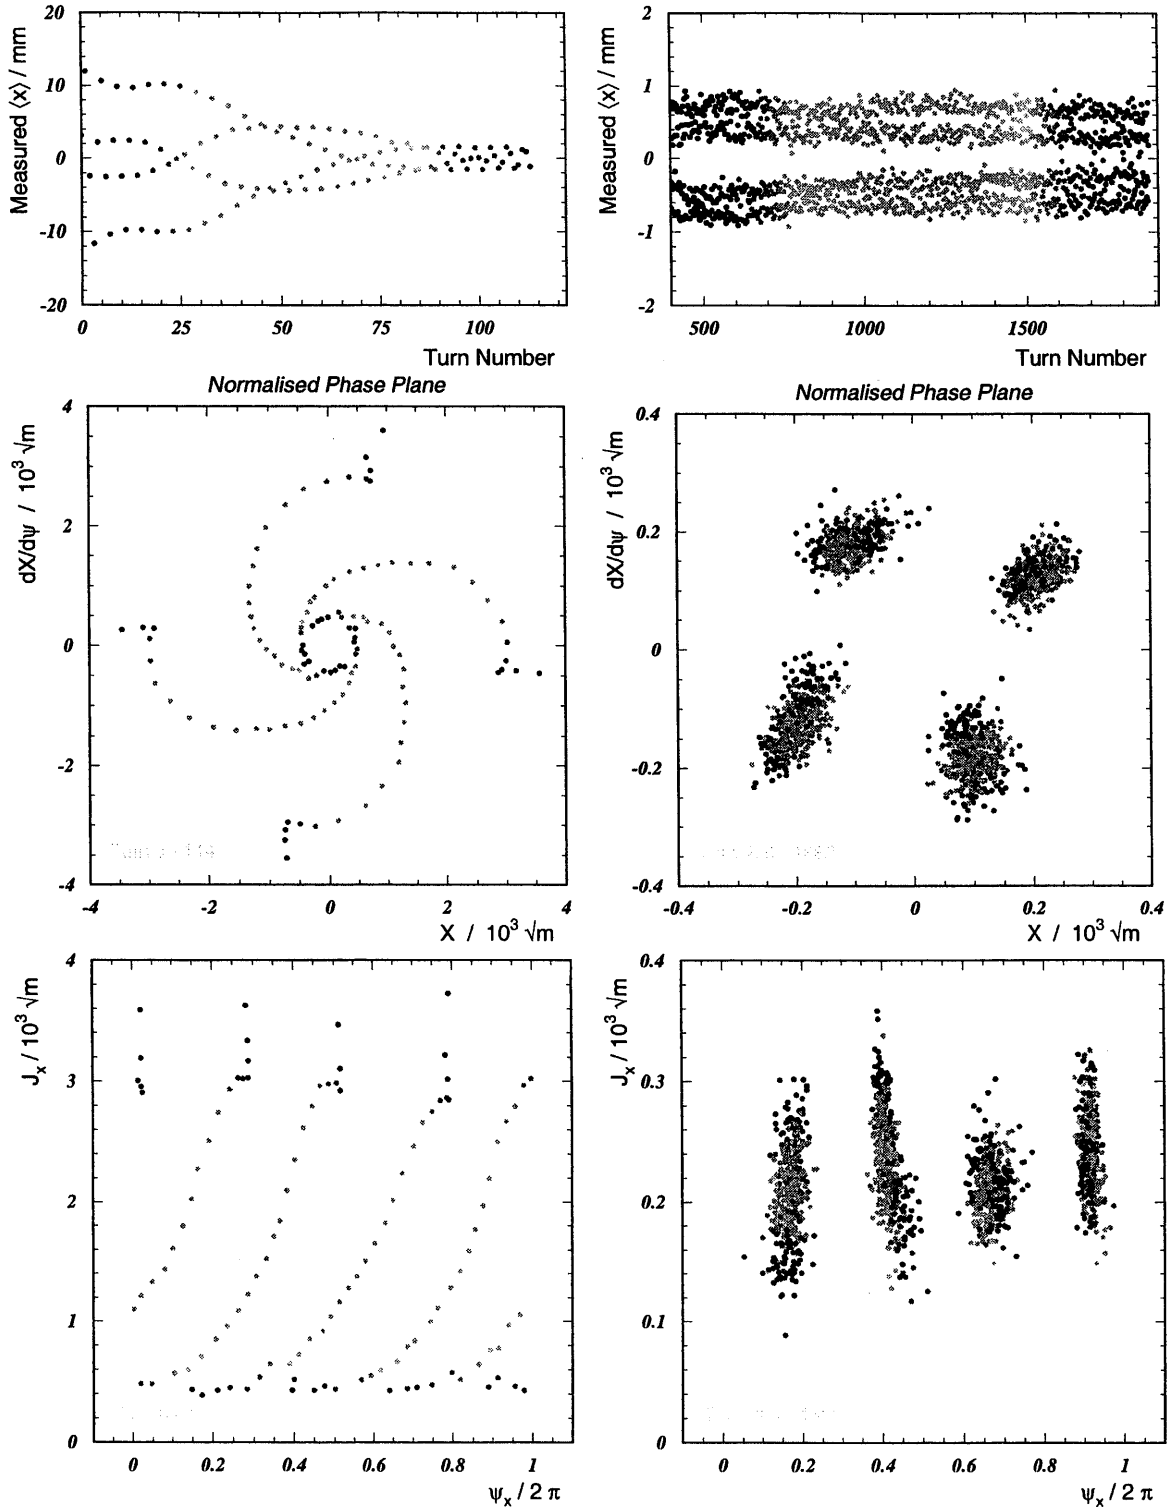 20
10
0
-10
-20
Measured ⟨x⟩ / mm
0 25 50 75 100
Turn Number
2
1
0
-1
-2
Measured ⟨x⟩ / mm
500 1000 1500
Turn Number
Normalised Phase Plane
4
2
0
-2
-4
dX/dψ / 10³ √m
-4 -2 0 2 4
X / 10³ √m
Normalised Phase Plane
0.4
0.2
0
-0.2
-0.4
dX/dψ / 10³ √m
-0.4 -0.2 0 0.2 0.4
X / 10³ √m
4
3
2
1
0
Jₓ / 10³ √m
0 0.2 0.4 0.6 0.8 1
ψₓ / 2 π
0.4
0.3
0.2
0.1
0
Jₓ / 10³ √m
0 0.2 0.4 0.6 0.8 1
ψₓ / 2 π